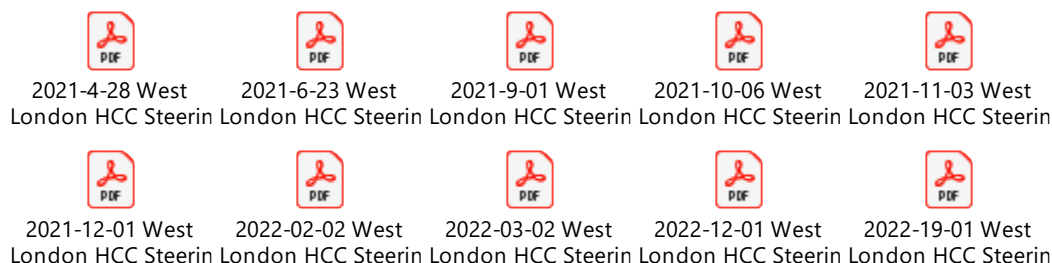 PDF PDF PDF PDF PDF
2021-4-28 West 2021-6-23 West 2021-9-01 West 2021-10-06 West 2021-11-03 West
London HCC Steerin London HCC Steerin London HCC Steerin London HCC Steerin London HCC Steerin
PDF PDF PDF PDF PDF
2021-12-01 West 2022-02-02 West 2022-03-02 West 2022-12-01 West 2022-19-01 West
London HCC Steerin London HCC Steerin London HCC Steerin London HCC Steerin London HCC Steerin